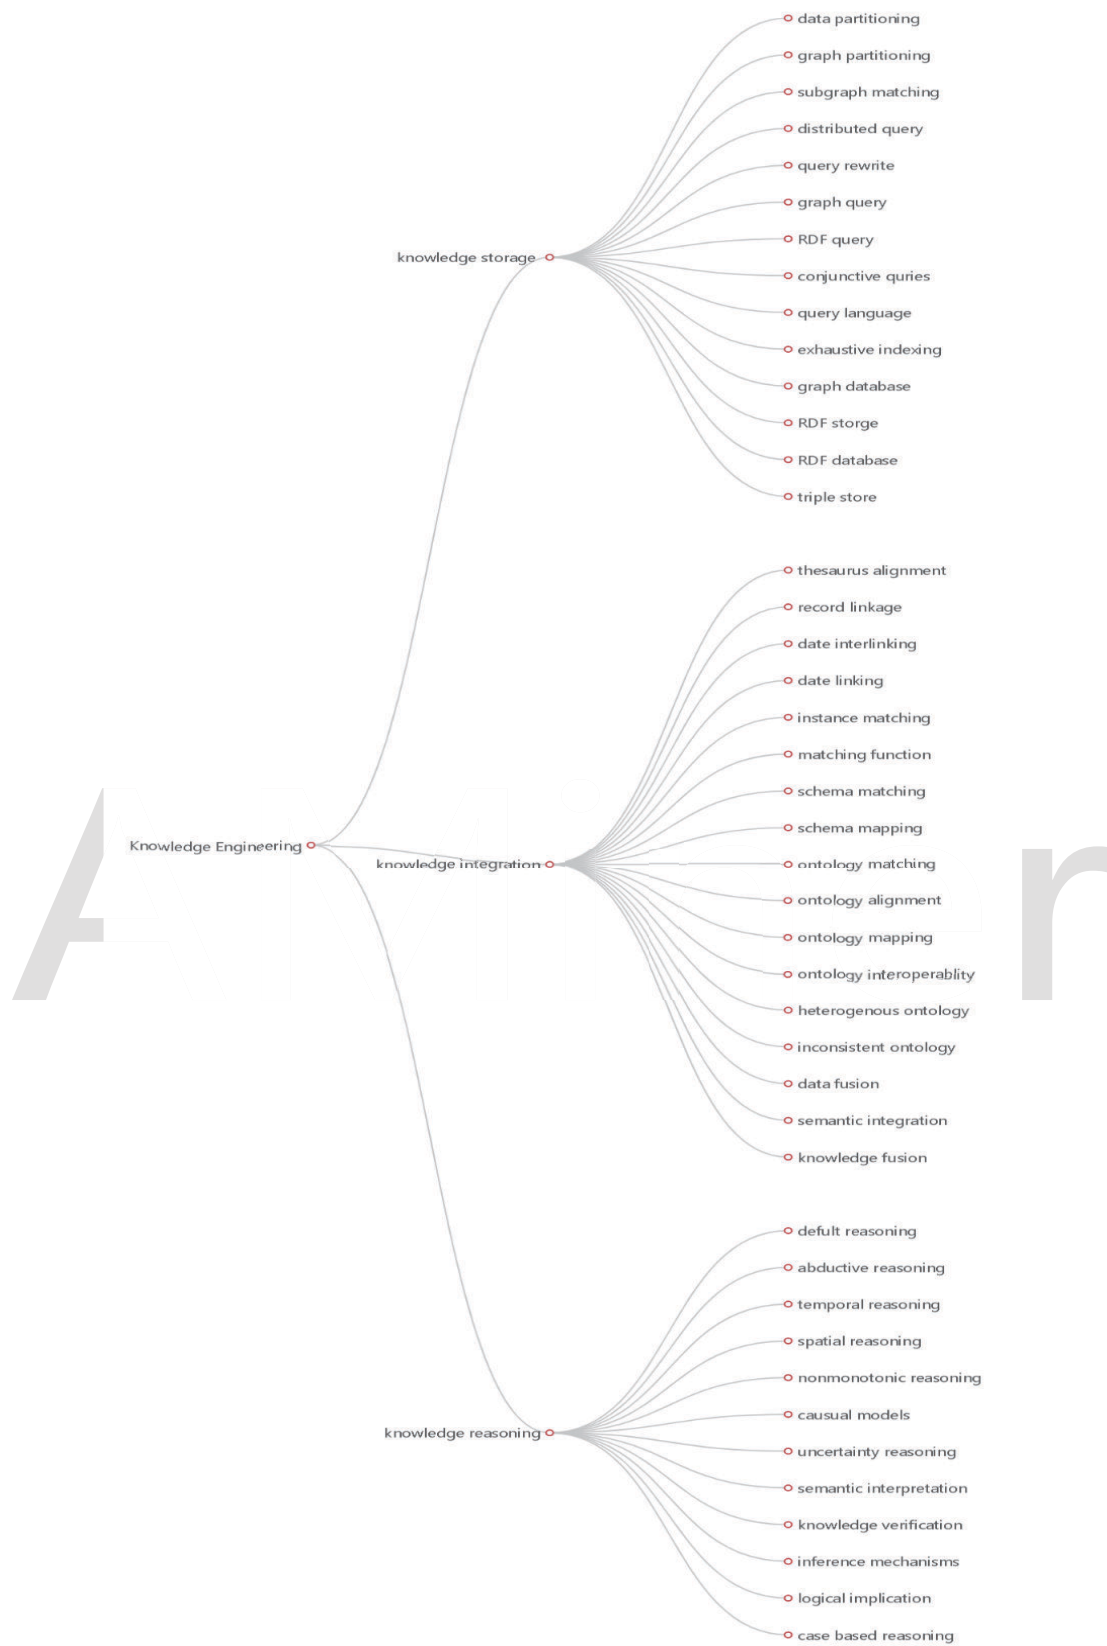 data partitioning
graph partitioning
subgraph matching
distributed query
query rewrite
graph query
RDF query
knowledge storage
conjunctive quries
query language
exhaustive indexing
graph database
RDF storge
RDF database
triple store
thesaurus alignment
record linkage
date interlinking
date linking
instance matching
matching function
schema matching
schema mapping
Knowledge Engineering
knowledge integration
ontology matching
ontology alignment
ontology mapping
ontology interoperablity
heterogenous ontology
inconsistent ontology
data fusion
semantic integration
knowledge fusion
defult reasoning
abductive reasoning
temporal reasoning
spatial reasoning
nonmonotonic reasoning
causual models
knowledge reasoning
uncertainty reasoning
semantic interpretation
knowledge verification
inference mechanisms
logical implication
case based reasoning